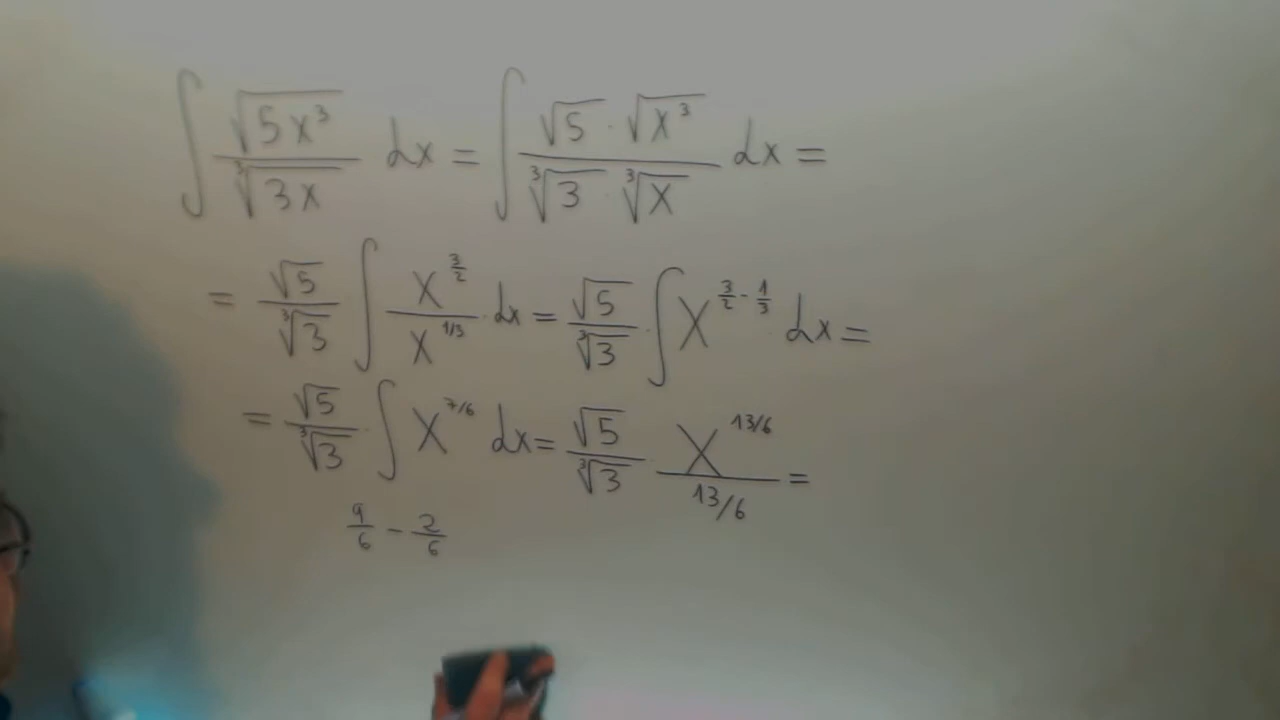 ∫ √(5x³) / ∛(3x) dx = ∫ (√5 · √(x³)) / (∛3 · ∛x) dx =
= √5/∛3 ∫ x^(3/2) / x^(1/3) · dx = √5/∛3 · ∫ x^(3/2 - 1/3) dx =
= √5/∛3 · ∫ x^(7/6) dx = √5/∛3 · x^(13/6) / (13/6) =
9/6 - 2/6